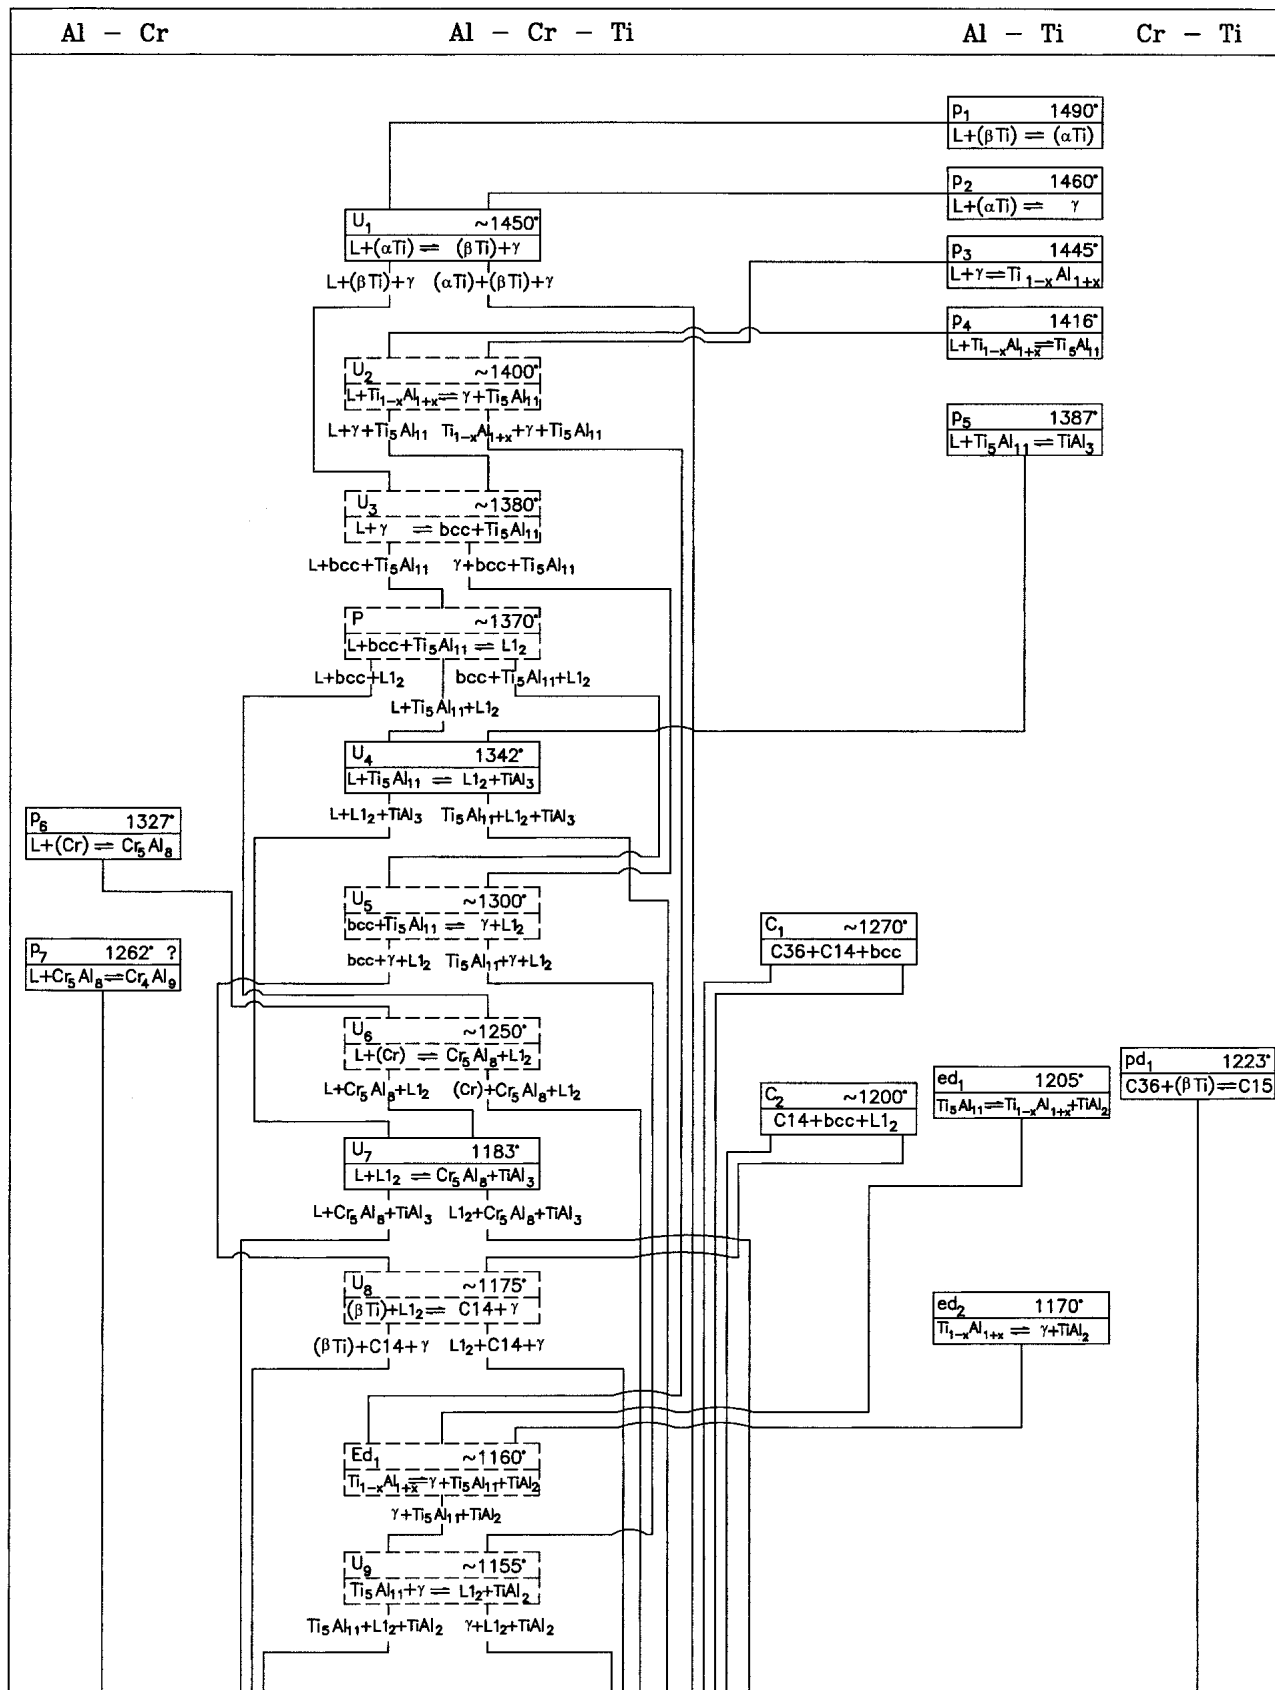 Al – Cr
Al – Cr – Ti
Al – Ti
Cr – Ti
p₁ 1490°
L+(βTi) ⇌ (αTi)
p₂ 1460°
L+(αTi) ⇌ γ
U₁ ~1450°
L+(αTi) ⇌ (βTi)+γ
L+(βTi)+γ
(αTi)+(βTi)+γ
p₃ 1445°
L+γ⇌Ti₁₋ₓAl₁₊ₓ
p₄ 1416°
L+Ti₁₋ₓAl₁₊ₓ⇌Ti₅Al₁₁
U₂ ~1400°
L+Ti₁₋ₓAl₁₊ₓ⇌ γ+Ti₅Al₁₁
L+γ+Ti₅Al₁₁
Ti₁₋ₓAl₁₊ₓ+γ+Ti₅Al₁₁
p₅ 1387°
L+Ti₅Al₁₁ ⇌ TiAl₃
U₃ ~1380°
L+γ ⇌ bcc+Ti₅Al₁₁
L+bcc+Ti₅Al₁₁
γ+bcc+Ti₅Al₁₁
P ~1370°
L+bcc+Ti₅Al₁₁ ⇌ L1₂
L+bcc+L1₂
bcc+Ti₅Al₁₁+L1₂
L+Ti₅Al₁₁+L1₂
U₄ 1342°
L+Ti₅Al₁₁ ⇌ L1₂+TiAl₃
L+L1₂+TiAl₃
Ti₅Al₁₁+L1₂+TiAl₃
p₆ 1327°
L+(Cr) ⇌ Cr₅Al₈
U₅ ~1300°
bcc+Ti₅Al₁₁ ⇌ γ+L1₂
bcc+γ+L1₂
Ti₅Al₁₁+γ+L1₂
C₁ ~1270°
C36+C14+bcc
p₇ 1262° ?
L+Cr₅Al₈⇌Cr₄Al₉
U₆ ~1250°
L+(Cr) ⇌ Cr₅Al₈+L1₂
L+Cr₅Al₈+L1₂
(Cr)+Cr₅Al₈+L1₂
pd₁ 1223°
C36+(βTi)⇌C15
ed₁ 1205°
Ti₅Al₁₁⇌Ti₁₋ₓAl₁₊ₓ+TiAl₂
C₂ ~1200°
C14+bcc+L1₂
U₇ 1183°
L+L1₂ ⇌ Cr₅Al₈+TiAl₃
L+Cr₅Al₈+TiAl₃
L1₂+Cr₅Al₈+TiAl₃
U₈ ~1175°
(βTi)+L1₂⇌ C14+γ
(βTi)+C14+γ
L1₂+C14+γ
ed₂ 1170°
Ti₁₋ₓAl₁₊ₓ ⇌ γ+TiAl₂
Ed₁ ~1160°
Ti₁₋ₓAl₁₊ₓ⇌γ+Ti₅Al₁₁+TiAl₂
γ+Ti₅Al₁₁+TiAl₂
U₉ ~1155°
Ti₅Al₁₁+γ ⇌ L1₂+TiAl₂
Ti₅Al₁₁+L1₂+TiAl₂
γ+L1₂+TiAl₂